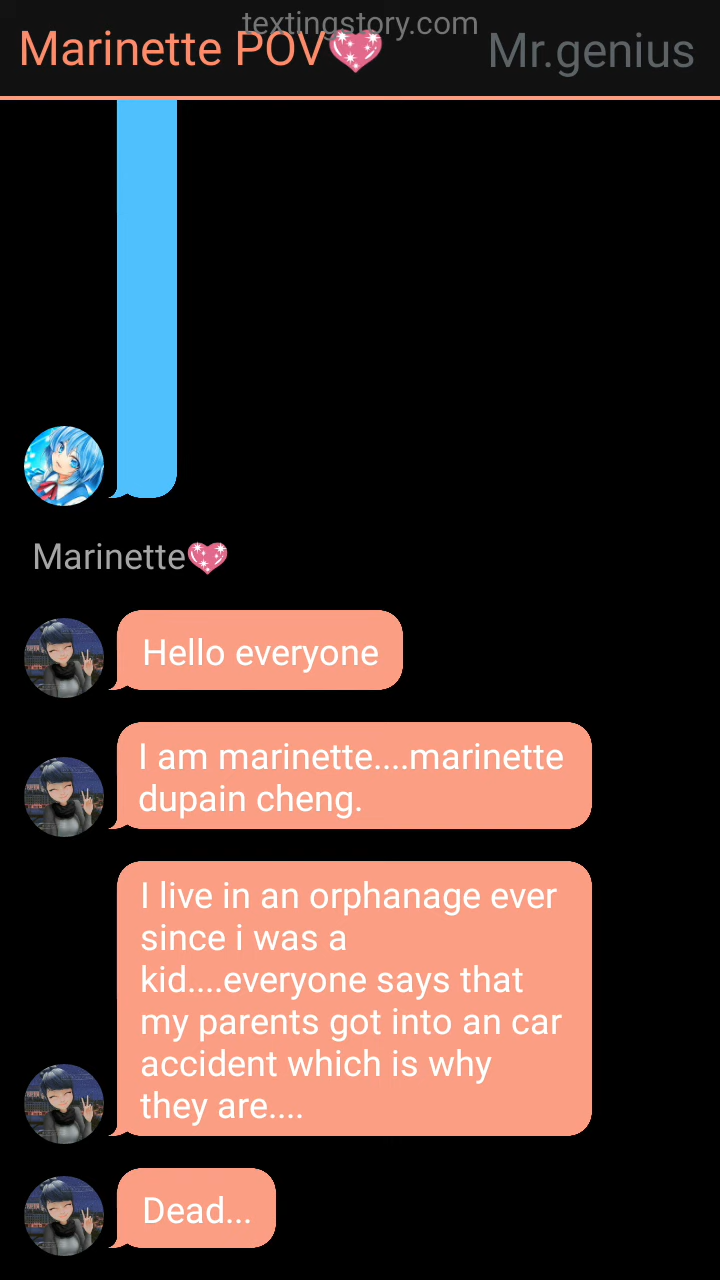 textingstory.com
Marinette POV💖 Mr.genius
Marinette💖
Hello everyone
I am marinette....marinette
dupain cheng.
I live in an orphanage ever
since i was a
kid....everyone says that
my parents got into an car
accident which is why
they are....
Dead...